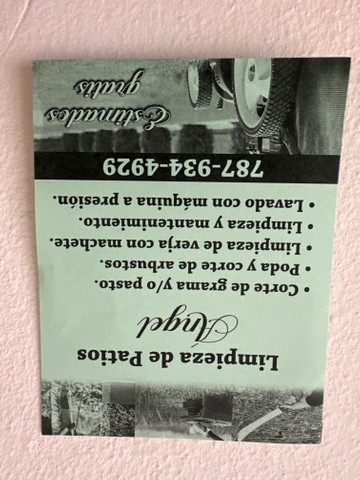 Limpieza de Patios
Angel
• Corte de grama y/o pasto.
• Poda y corte de arbustos.
• Limpieza de verja con machete.
• Limpieza y mantenimiento.
• Lavado con máquina a presión.
787-934-4929
Estimados
gratis